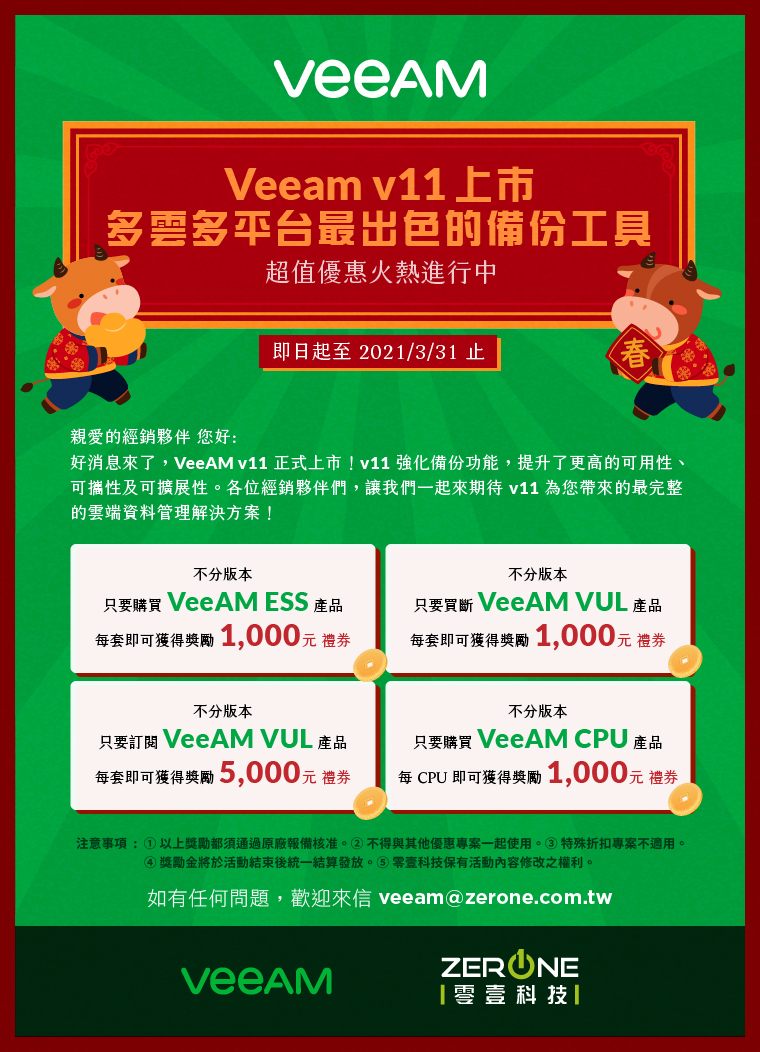 veeAM
Veeam v11 上市
多雲多平台最出色的備份工具
超值優惠火熱進行中
即日起至 2021/3/31 止
春
親愛的經銷夥伴 您好:
好消息來了，VeeAM v11 正式上市！v11 強化備份功能，提升了更高的可用性、
可攜性及可擴展性。各位經銷夥伴們，讓我們一起來期待 v11 為您帶來的最完整
的雲端資料管理解決方案！
不分版本
只要購買 VeeAM ESS 產品
每套即可獲得獎勵 1,000元 禮券
不分版本
只要買斷 VeeAM VUL 產品
每套即可獲得獎勵 1,000元 禮券
不分版本
只要訂閱 VeeAM VUL 產品
每套即可獲得獎勵 5,000元 禮券
不分版本
只要購買 VeeAM CPU 產品
每 CPU 即可獲得獎勵 1,000元 禮券
注意事項 : ① 以上獎勵都須通過原廠報備核准。② 不得與其他優惠專案一起使用。③ 特殊折扣專案不適用。
④ 獎勵金將於活動結束後統一結算發放。⑤ 零壹科技保有活動內容修改之權利。
如有任何問題，歡迎來信 veeam@zerone.com.tw
veeAM
ZERONE
零壹科技